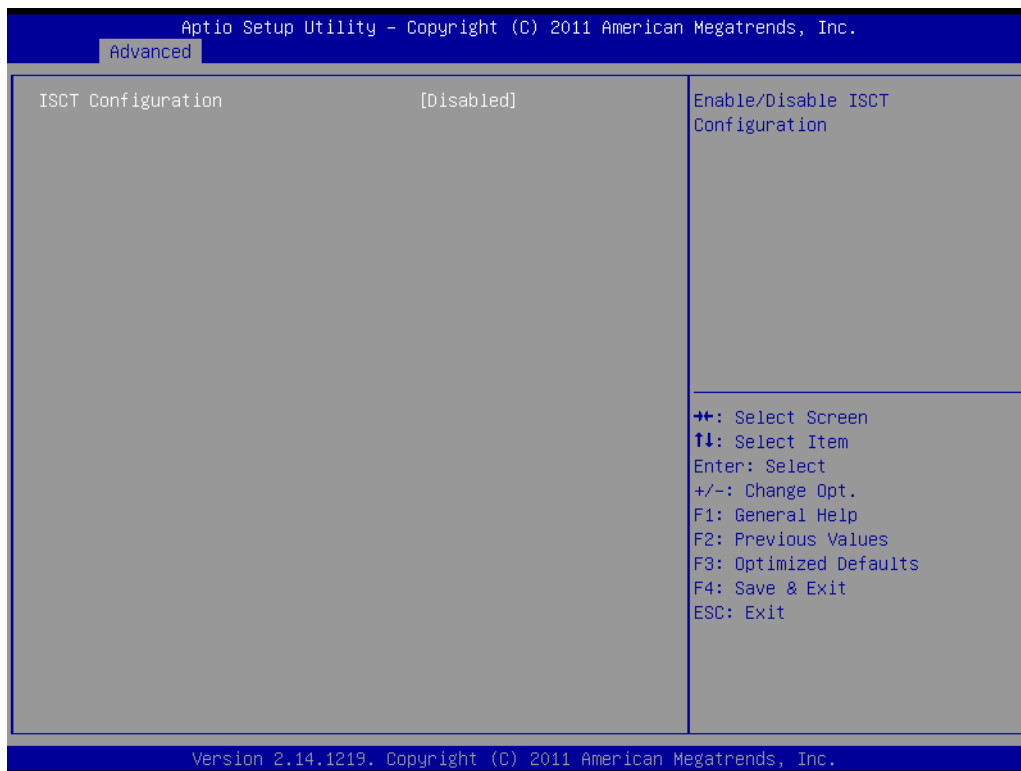 Aptio Setup Utility – Copyright (C) 2011 American Megatrends, Inc.
Advanced
ISCT Configuration [Disabled]
Enable/Disable ISCT
Configuration
→←: Select Screen
↑↓: Select Item
Enter: Select
+/-: Change Opt.
F1: General Help
F2: Previous Values
F3: Optimized Defaults
F4: Save & Exit
ESC: Exit
Version 2.14.1219. Copyright (C) 2011 American Megatrends, Inc.